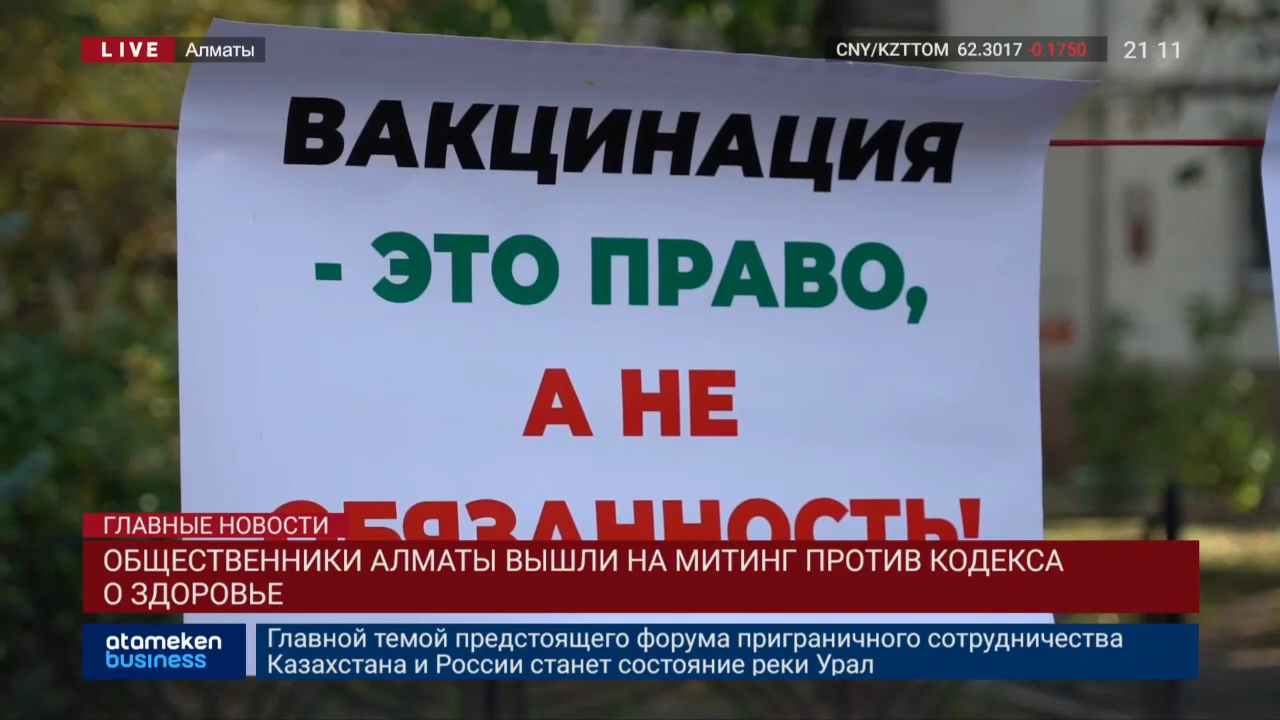 LIVE Алматы
CNY/KZTTOM 62.3017 -0.1750 21 11
ВАКЦИНАЦИЯ
- ЭТО ПРАВО,
А НЕ
ОБЯЗАННОСТЬ!
ГЛАВНЫЕ НОВОСТИ
ОБЩЕСТВЕННИКИ АЛМАТЫ ВЫШЛИ НА МИТИНГ ПРОТИВ КОДЕКСА
О ЗДОРОВЬЕ
atameken
business
Главной темой предстоящего форума приграничного сотрудничества
Казахстана и России станет состояние реки Урал